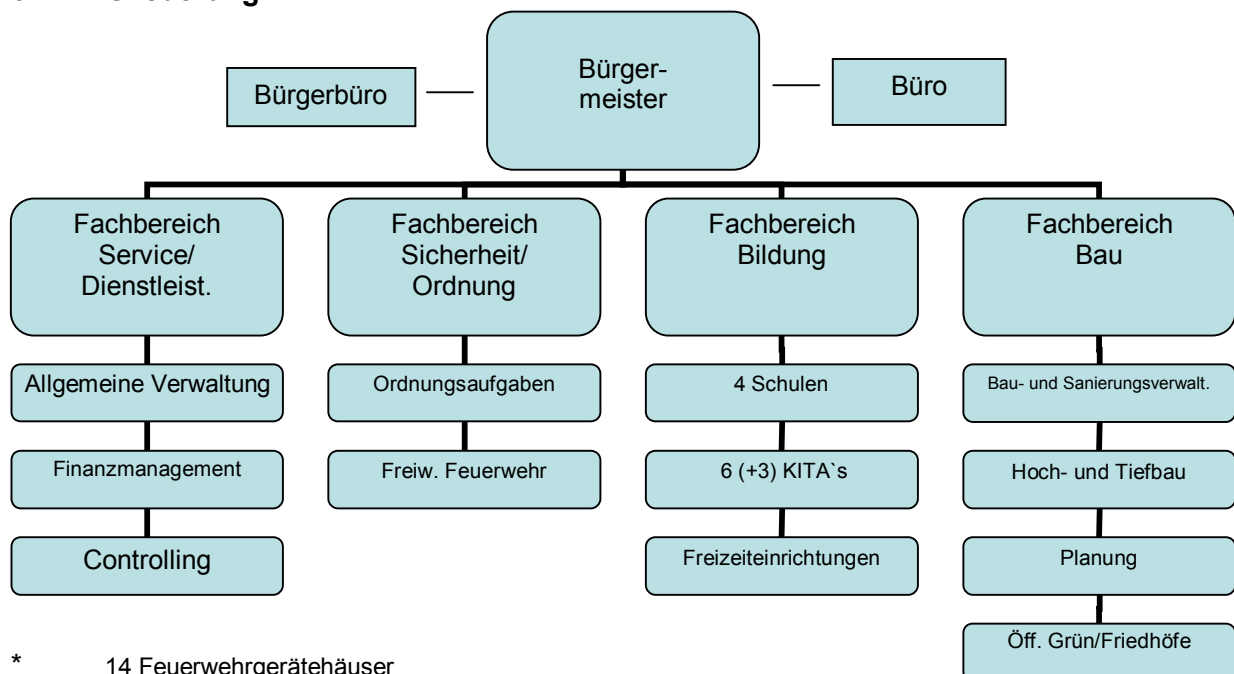 Bürger-
meister
Bürgerbüro
Büro
Fachbereich
Service/
Dienstleist.
Fachbereich
Sicherheit/
Ordnung
Fachbereich
Bildung
Fachbereich
Bau
Allgemeine Verwaltung
Ordnungsaufgaben
4 Schulen
Bau- und Sanierungsverwalt.
Finanzmanagement
Freiw. Feuerwehr
6 (+3) KITA`s
Hoch- und Tiefbau
Controlling
Freizeiteinrichtungen
Planung
Öff. Grün/Friedhöfe
* 14 Feuerwehrgerätehäuser